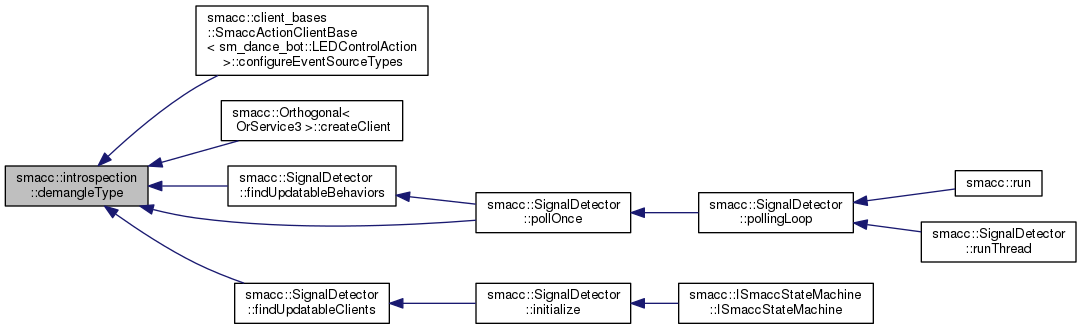 smacc::client_bases
::SmaccActionClientBase
< sm_dance_bot::LEDControlAction
>::configureEventSourceTypes
smacc::Orthogonal<
OrService3 >::createClient
smacc::introspection
::demangleType
smacc::SignalDetector
::findUpdatableBehaviors
smacc::SignalDetector
::pollOnce
smacc::SignalDetector
::pollingLoop
smacc::run
smacc::SignalDetector
::runThread
smacc::SignalDetector
::findUpdatableClients
smacc::SignalDetector
::initialize
smacc::ISmaccStateMachine
::ISmaccStateMachine